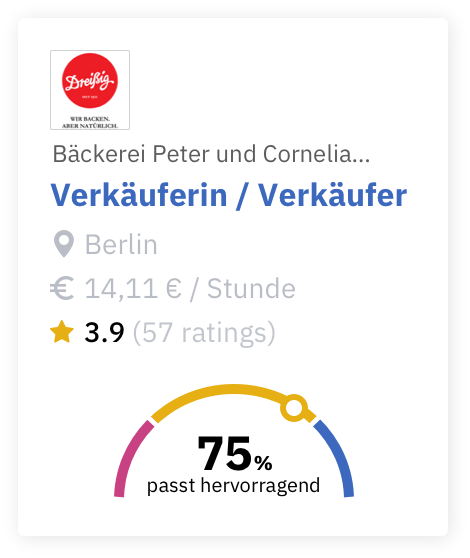 Dreißig
SEIT 1920
WIR BACKEN.
ABER NATÜRLICH.
Bäckerei Peter und Cornelia...
Verkäuferin / Verkäufer
Berlin
€ 14,11 € / Stunde
3.9 (57 ratings)
75%
passt hervorragend